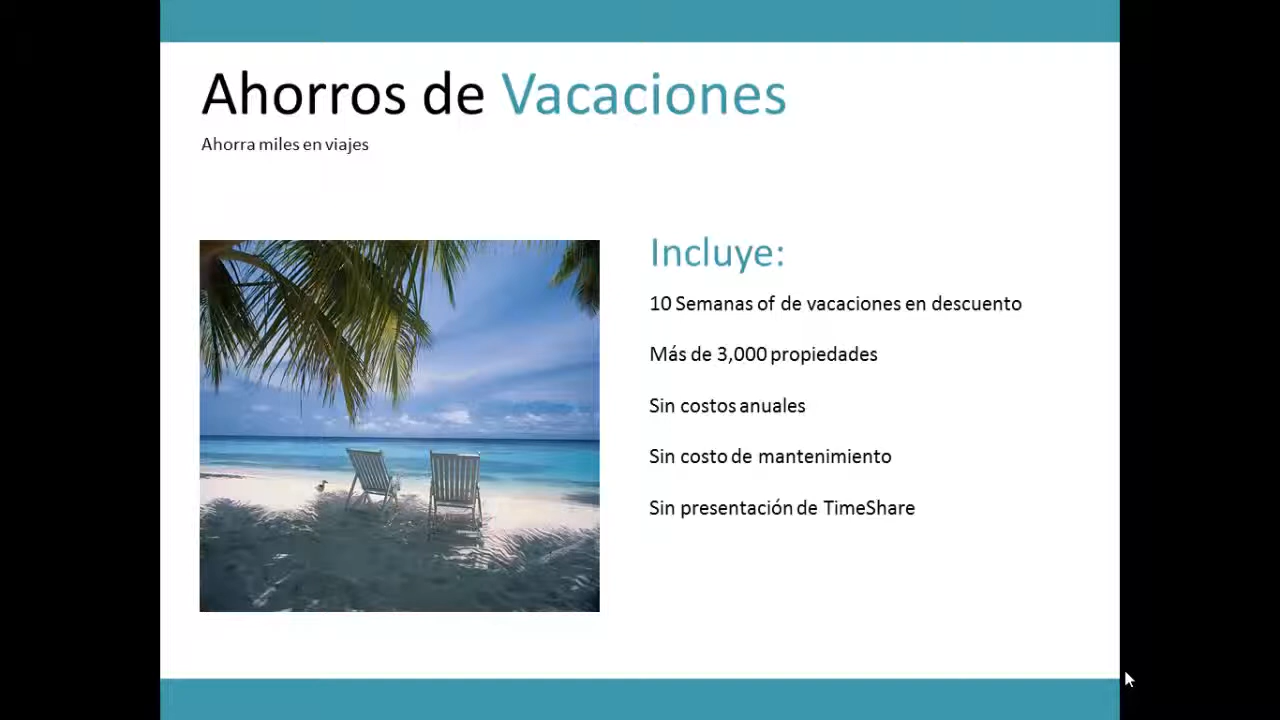 Ahorros de Vacaciones
Ahorra miles en viajes
Incluye:
10 Semanas of de vacaciones en descuento
Más de 3,000 propiedades
Sin costos anuales
Sin costo de mantenimiento
Sin presentación de TimeShare